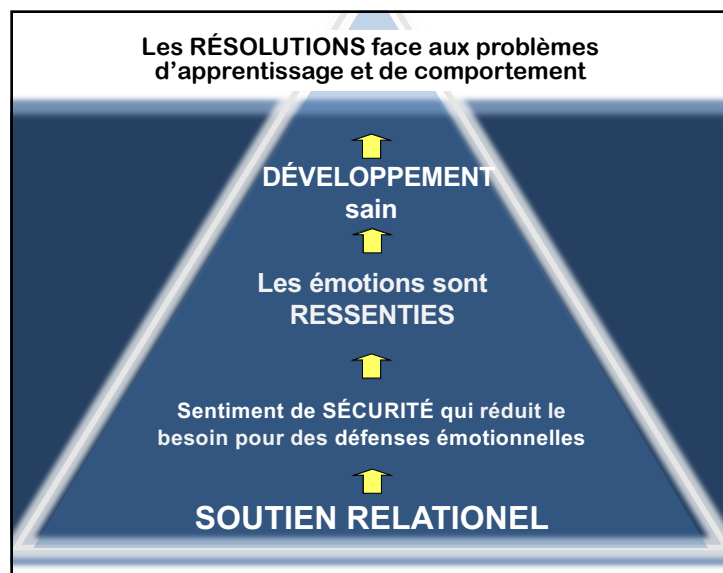 Les RÉSOLUTIONS face aux problèmes
d’apprentissage et de comportement
DÉVELOPPEMENT
sain
Les émotions sont
RESSENTIES
Sentiment de SÉCURITÉ qui réduit le
besoin pour des défenses émotionnelles
SOUTIEN RELATIONEL